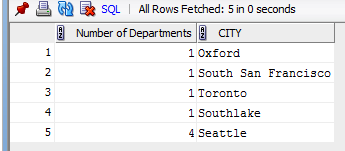 SQL | All Rows Fetched: 5 in 0 seconds
Number of Departments CITY
1 1 Oxford
2 1 South San Francisco
3 1 Toronto
4 1 Southlake
5 4 Seattle